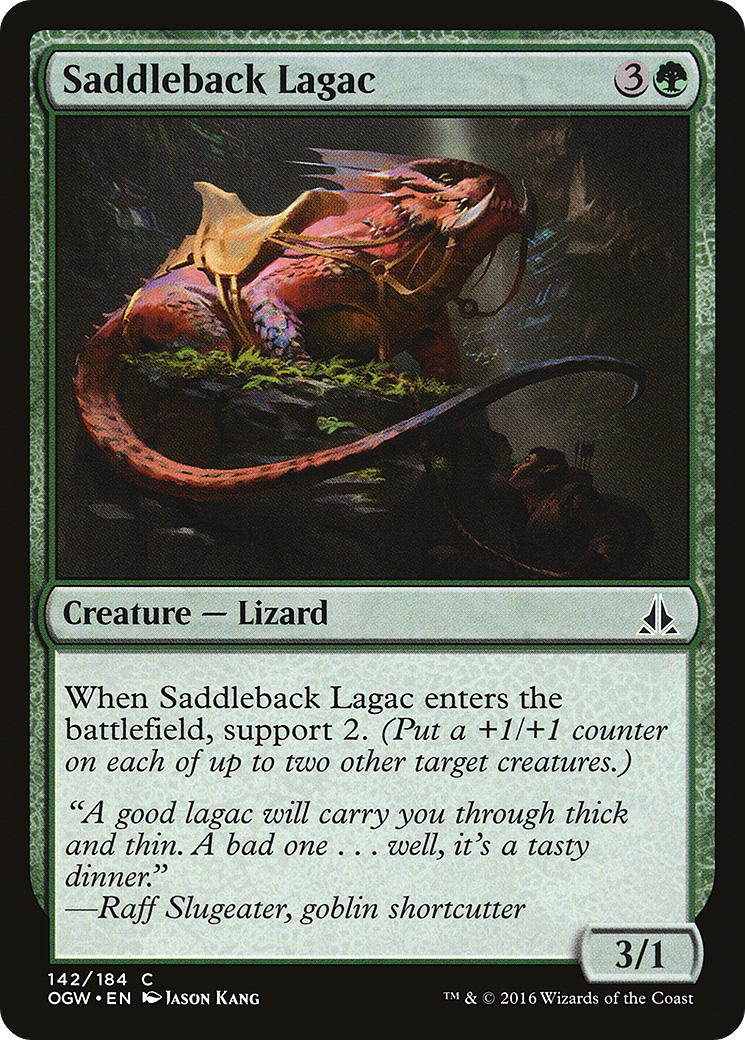 Saddleback Lagac 3
Creature — Lizard
When Saddleback Lagac enters the
battlefield, support 2. (Put a +1/+1 counter
on each of up to two other target creatures.)
“A good lagac will carry you through thick
and thin. A bad one . . . well, it’s a tasty
dinner.”
—Raff Slugeater, goblin shortcutter
3/1
142/184 C
OGW • EN Jason Kang
™ & © 2016 Wizards of the Coast